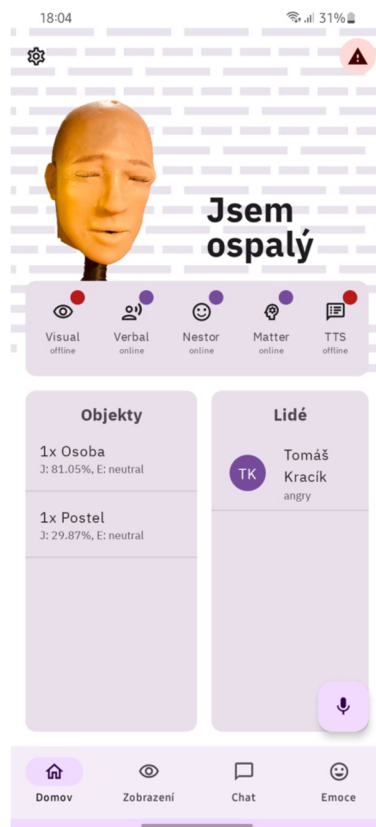 18:04 31%
Jsem
ospalý
Visual Verbal Nestor Matter TTS
offline online online online offline
Objekty
1x Osoba
J: 81.05%, E: neutral
1x Postel
J: 29.87%, E: neutral
Lidé
TK
Tomáš
Kracík
angry
Domov Zobrazení Chat Emoce